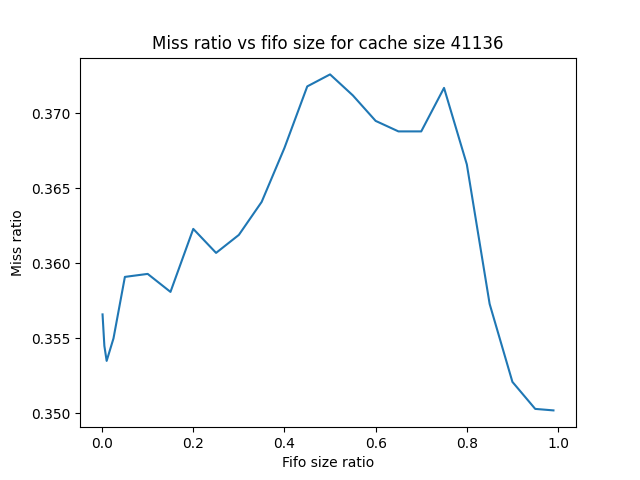 Miss ratio vs fifo size for cache size 41136
0.370
0.365
0.360
0.355
0.350
Miss ratio
0.0 0.2 0.4 0.6 0.8 1.0
Fifo size ratio